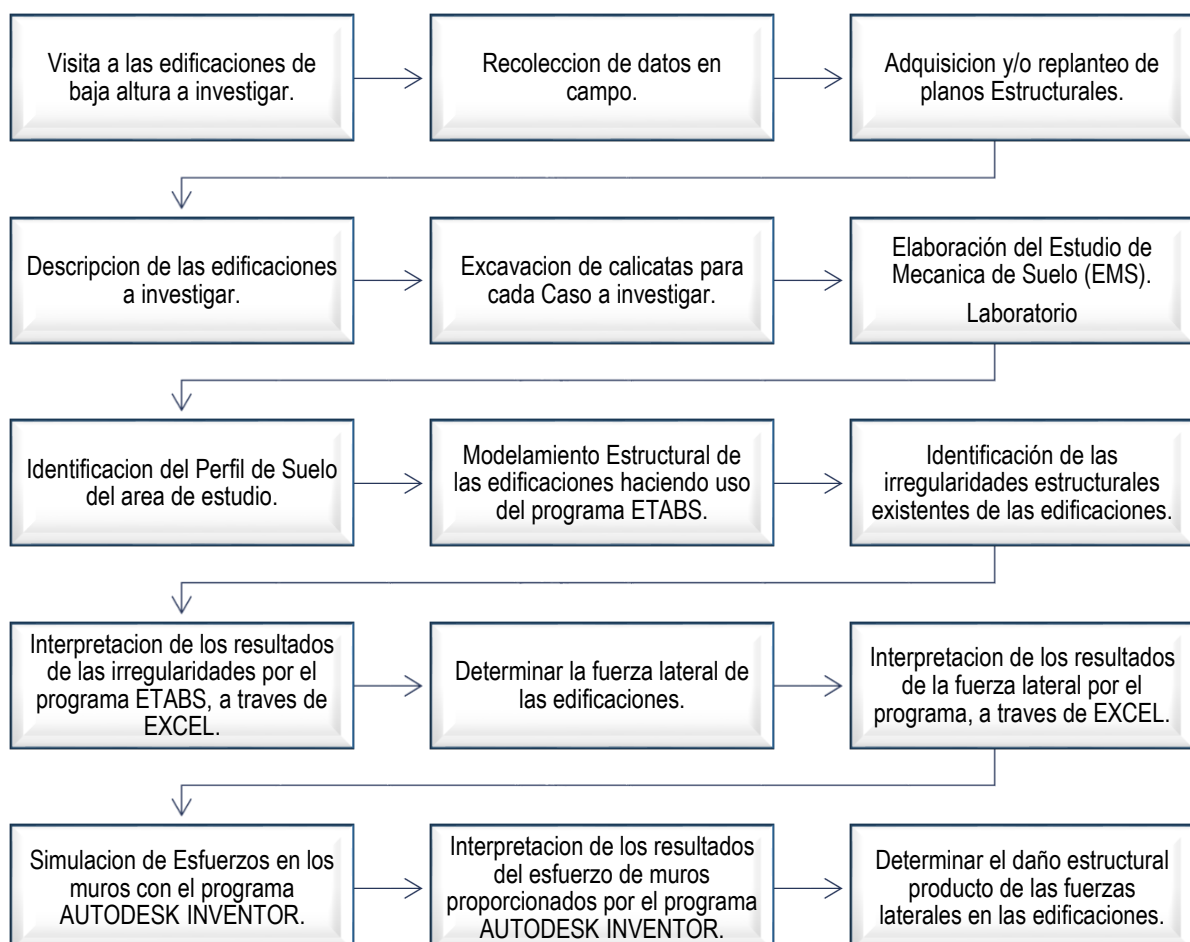 Visita a las edificaciones de
baja altura a investigar.
Recoleccion de datos en
campo.
Adquisicion y/o replanteo de
planos Estructurales.
Descripcion de las edificaciones
a investigar.
Excavacion de calicatas para
cada Caso a investigar.
Elaboración del Estudio de
Mecanica de Suelo (EMS).
Laboratorio
Identificacion del Perfil de Suelo
del area de estudio.
Modelamiento Estructural de
las edificaciones haciendo uso
del programa ETABS.
Identificación de las
irregularidades estructurales
existentes de las edificaciones.
Interpretacion de los resultados
de las irregularidades por el
programa ETABS, a traves de
EXCEL.
Determinar la fuerza lateral de
las edificaciones.
Interpretacion de los resultados
de la fuerza lateral por el
programa, a traves de EXCEL.
Simulacion de Esfuerzos en los
muros con el programa
AUTODESK INVENTOR.
Interpretacion de los resultados
del esfuerzo de muros
proporcionados por el programa
AUTODESK INVENTOR.
Determinar el daño estructural
producto de las fuerzas
laterales en las edificaciones.